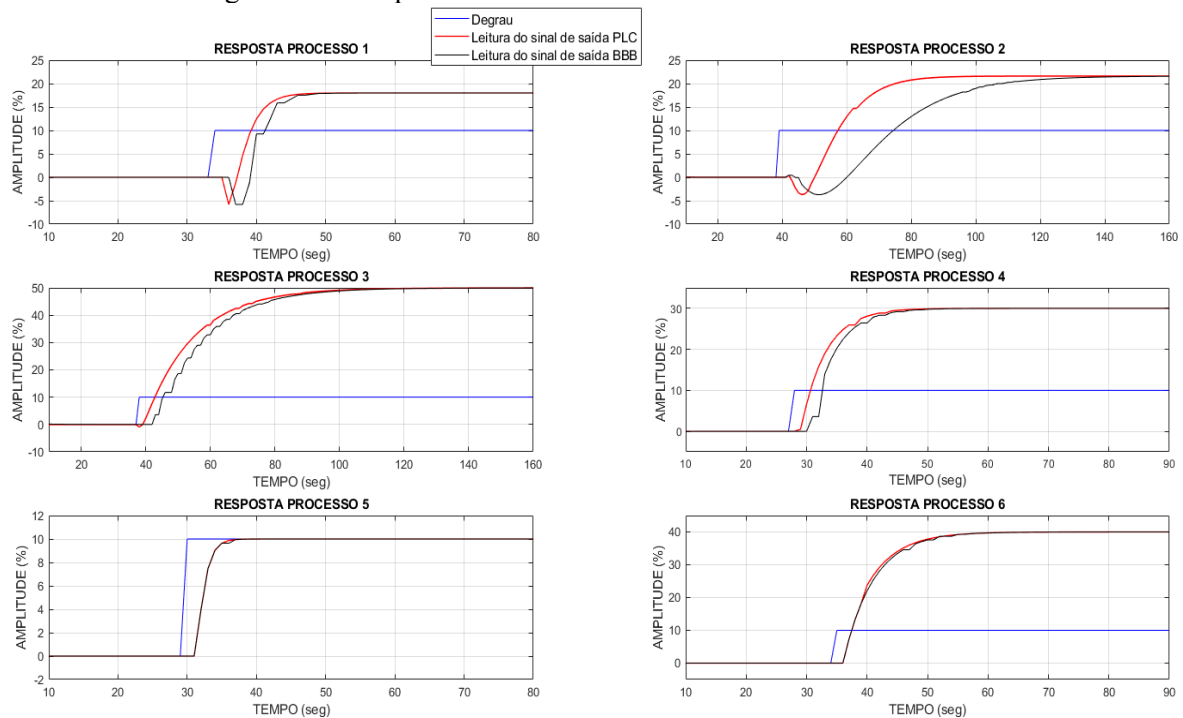 Degrau
Leitura do sinal de saída PLC
Leitura do sinal de saída BBB
RESPOSTA PROCESSO 1
AMPLITUDE (%)
25
20
15
10
5
0
-5
-10
10 20 30 40 50 60 70 80
TEMPO (seg)
RESPOSTA PROCESSO 2
AMPLITUDE (%)
25
20
15
10
5
0
-5
-10
20 40 60 80 100 120 140 160
TEMPO (seg)
RESPOSTA PROCESSO 3
AMPLITUDE (%)
50
40
30
20
10
0
-10
20 40 60 80 100 120 140 160
TEMPO (seg)
RESPOSTA PROCESSO 4
AMPLITUDE (%)
30
20
10
0
10 20 30 40 50 60 70 80 90
TEMPO (seg)
RESPOSTA PROCESSO 5
AMPLITUDE (%)
12
10
8
6
4
2
0
-2
10 20 30 40 50 60 70 80
TEMPO (seg)
RESPOSTA PROCESSO 6
AMPLITUDE (%)
40
30
20
10
0
10 20 30 40 50 60 70 80 90
TEMPO (seg)